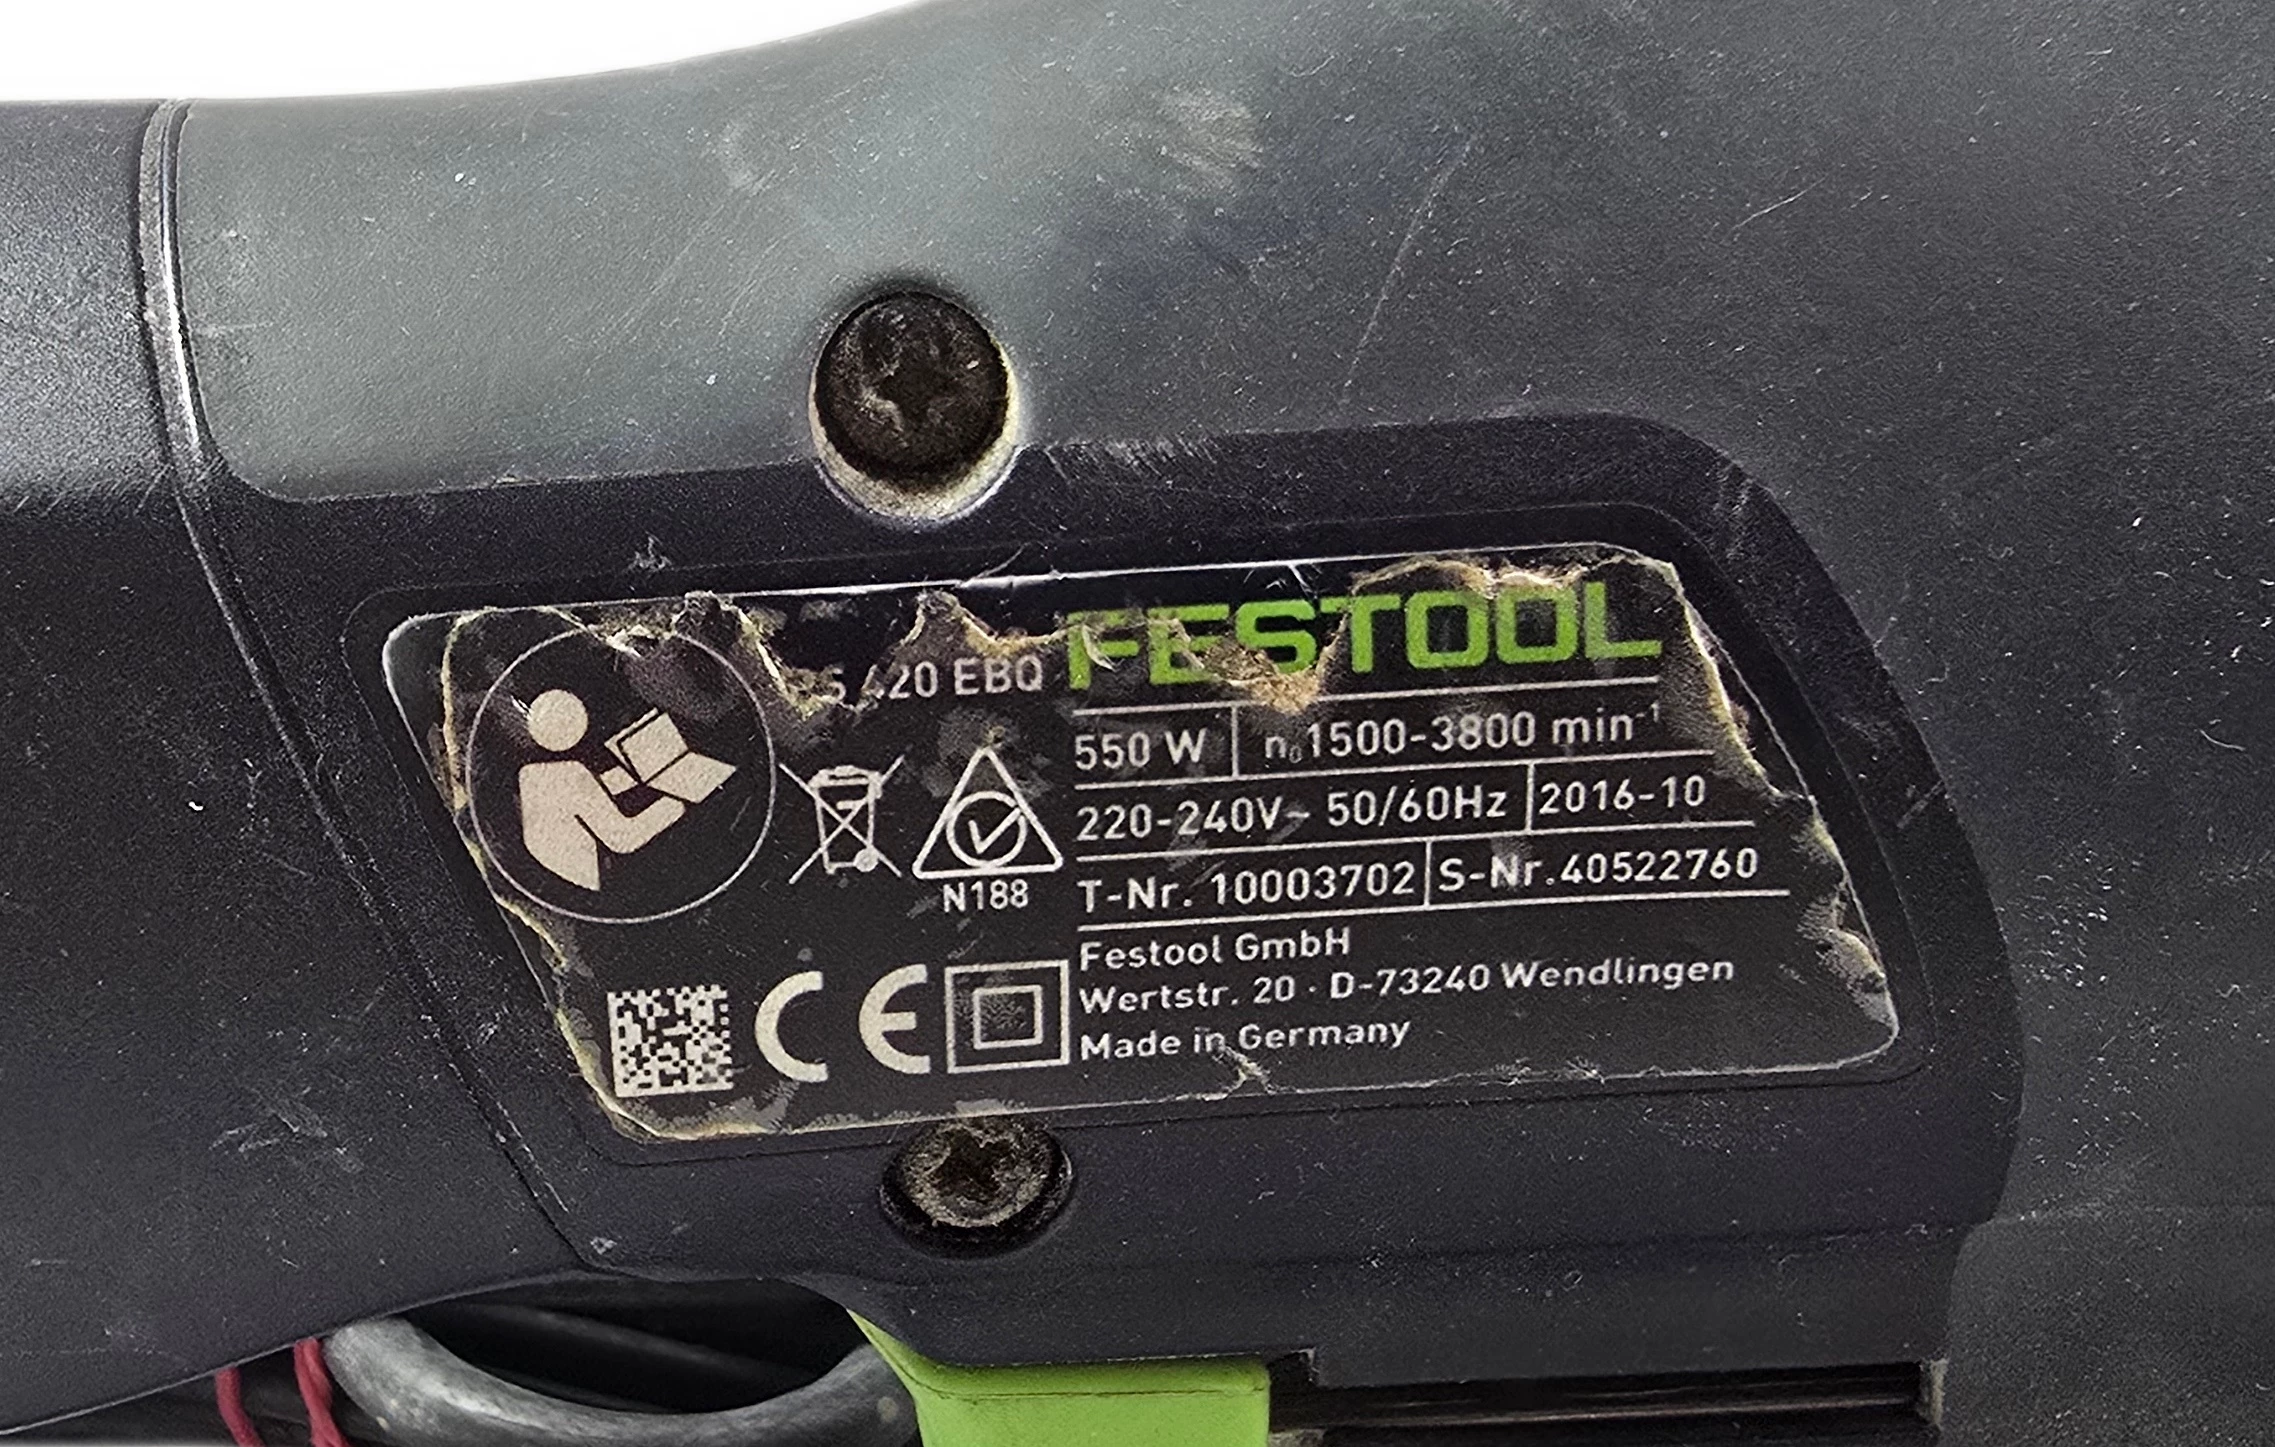 PS 420 EBQ FESTOOL
550 W n₀1500-3800 min⁻¹
220-240V~ 50/60Hz 2016-10
T-Nr. 10003702 S-Nr.40522760
N188
Festool GmbH
Wertstr. 20 · D-73240 Wendlingen
CE
Made in Germany